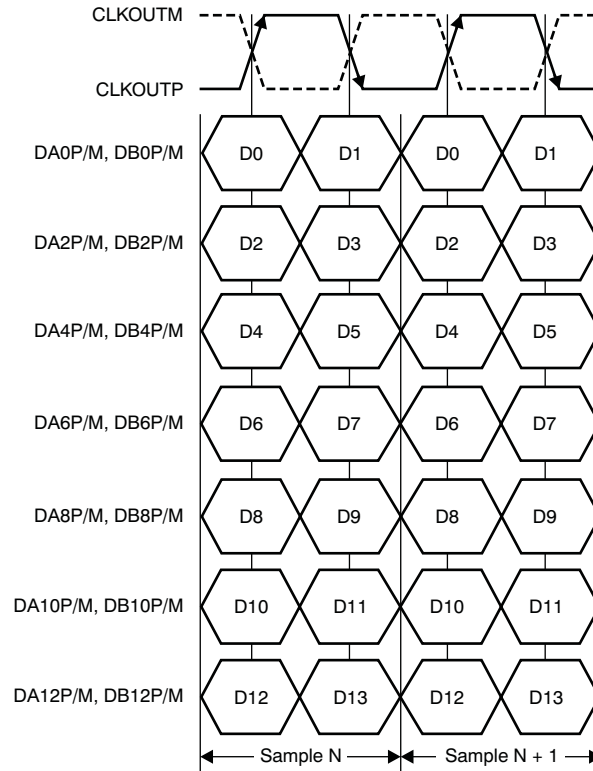 CLKOUTM
CLKOUTP
DA0P/M, DB0P/M D0 D1 D0 D1
DA2P/M, DB2P/M D2 D3 D2 D3
DA4P/M, DB4P/M D4 D5 D4 D5
DA6P/M, DB6P/M D6 D7 D6 D7
DA8P/M, DB8P/M D8 D9 D8 D9
DA10P/M, DB10P/M D10 D11 D10 D11
DA12P/M, DB12P/M D12 D13 D12 D13
Sample N Sample N + 1